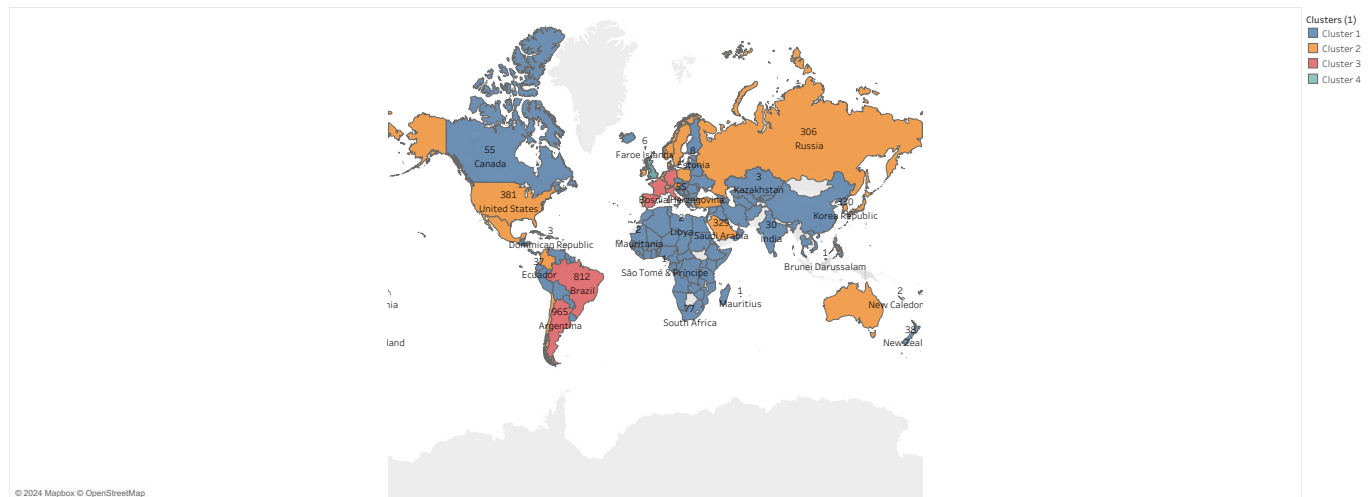 Clusters (1)
Cluster 1
Cluster 2
Cluster 3
Cluster 4
306
Russia
55
Canada
6
Faroe Islands
8
Estonia
3
Kazakhstan
55
Bosnia Herzegovina
381
United States
330
Korea Republic
2
Libya
325
Saudi Arabia
30
India
3
Dominican Republic
2
Mauritania
37
Ecuador
1
São Tomé & Príncipe
1
Brunei Darussalam
812
Brazil
1
Mauritius
2
New Caledon
nia
965
Argentina
77
South Africa
38
New Zeal
land
© 2024 Mapbox © OpenStreetMap